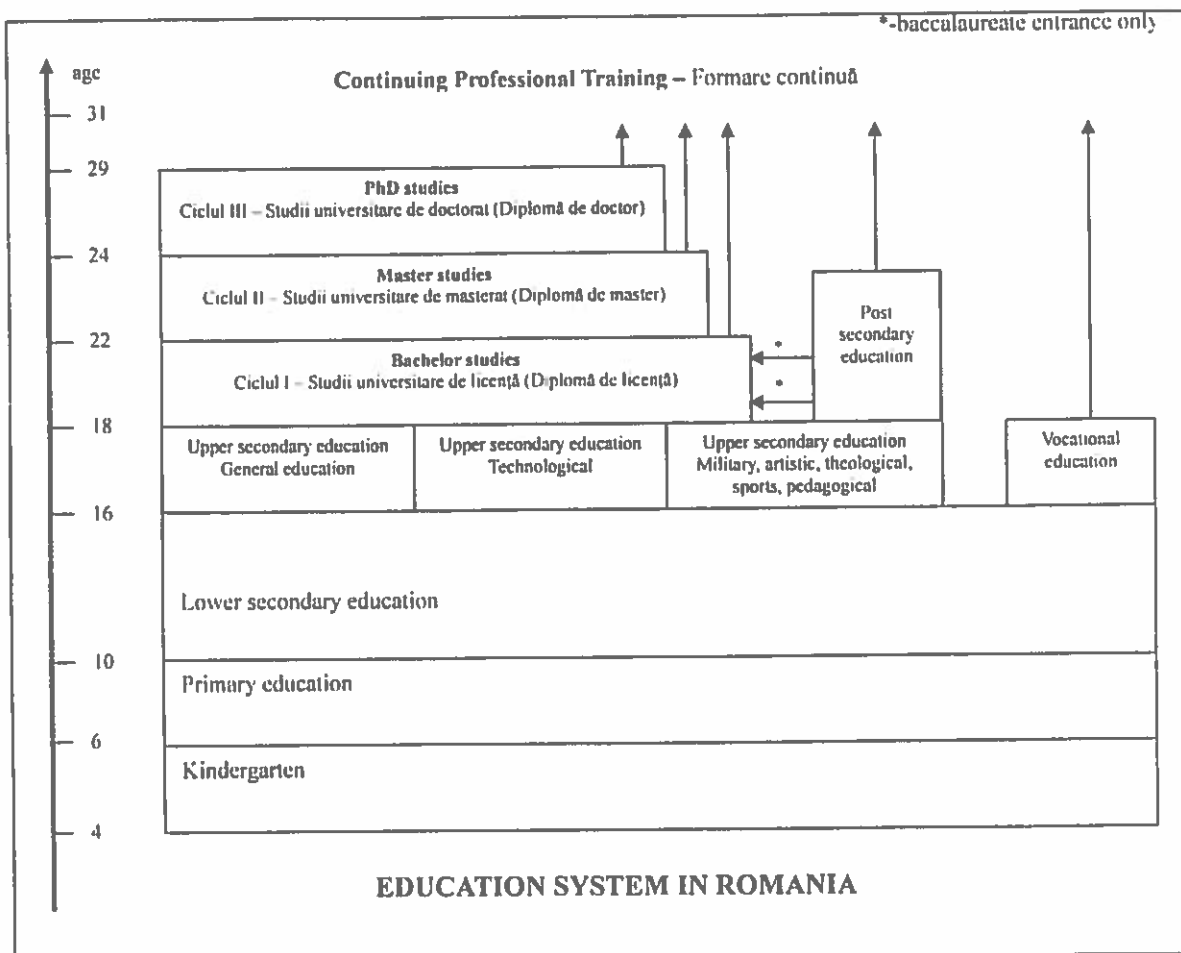 *-baccalaureate entrance only
age
Continuing Professional Training – Formare continuă
31
29
PhD studies
Ciclul III – Studii universitare de doctorat (Diplomă de doctor)
24
Master studies
Ciclul II – Studii universitare de masterat (Diplomă de master)
Post
secondary
education
22
Bachelor studies
Ciclul I – Studii universitare de licență (Diplomă de licență)
*
*
18
Upper secondary education
General education
Upper secondary education
Technological
Upper secondary education
Military, artistic, theological,
sports, pedagogical
Vocational
education
16
Lower secondary education
10
Primary education
6
Kindergarten
4
EDUCATION SYSTEM IN ROMANIA